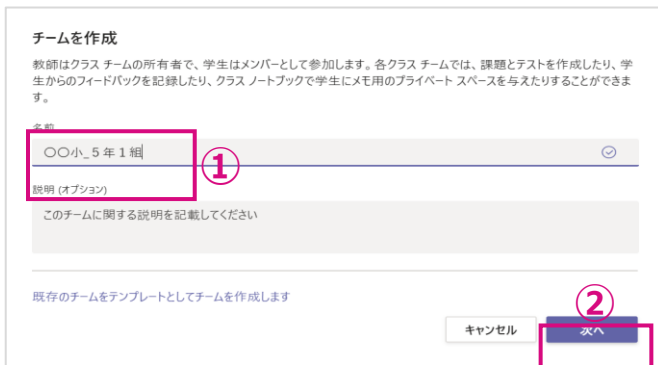 チームを作成
教師はクラス チームの所有者で、学生はメンバーとして参加します。各クラス チームでは、課題とテストを作成したり、学
生からのフィードバックを記録したり、クラス ノートブックで学生にメモ用のプライベート スペースを与えたりすることができま
す。
名前
〇〇小_５年１組
①
説明 (オプション)
このチームに関する説明を記載してください
既存のチームをテンプレートとしてチームを作成します
②
キャンセル
次へ